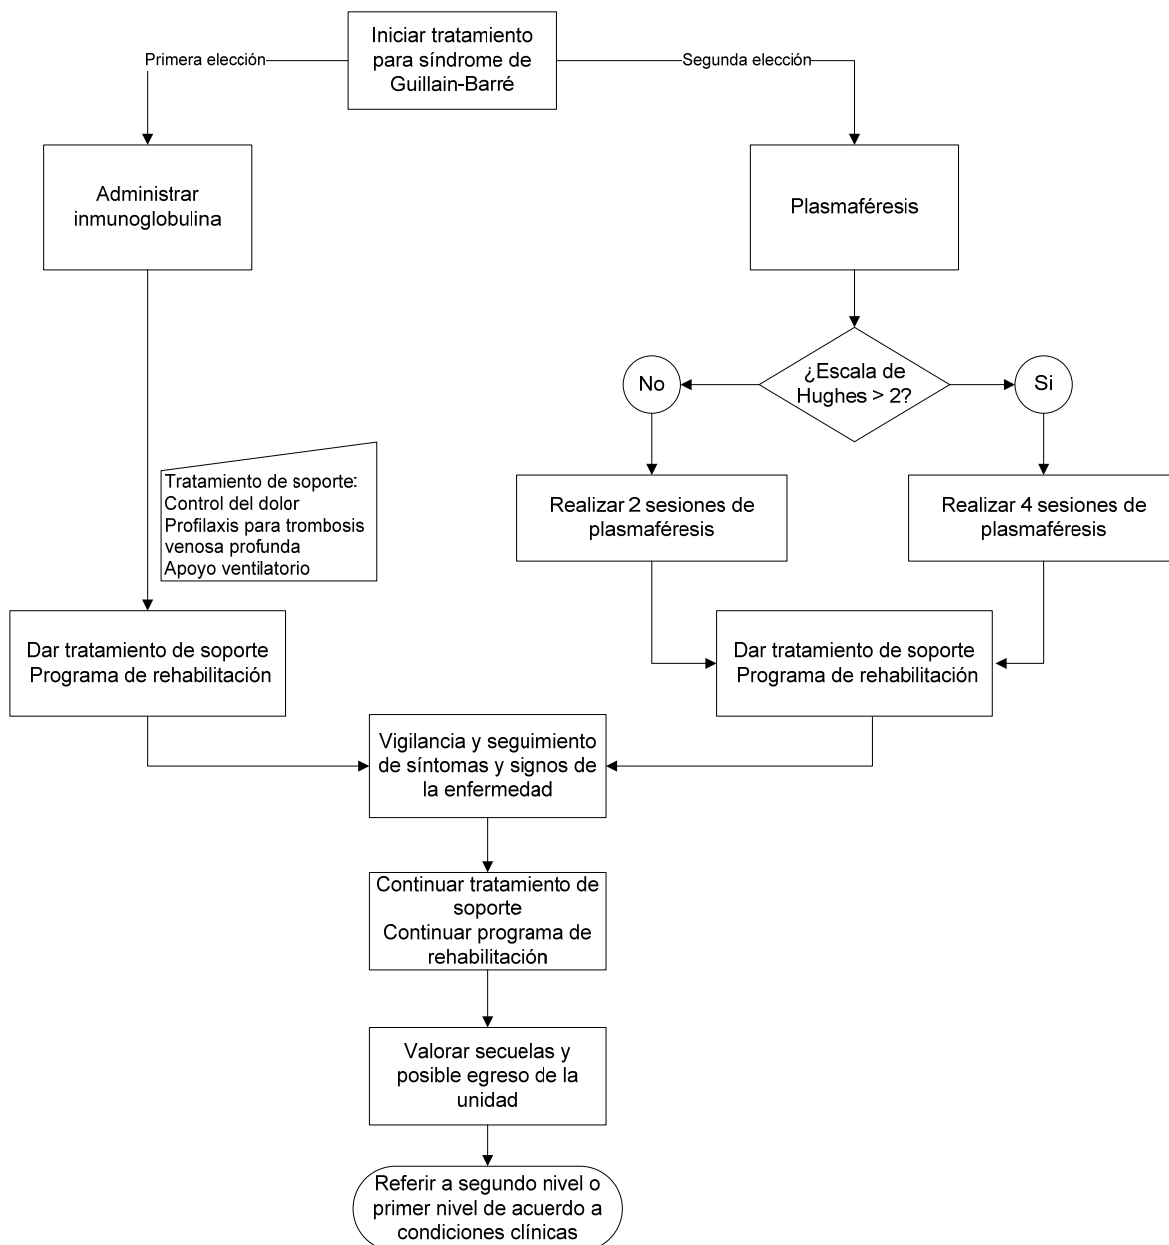 Iniciar tratamiento
para síndrome de
Guillain-Barré
Primera elección
Segunda elección
Administrar
inmunoglobulina
Plasmaféresis
¿Escala de
Hughes > 2?
No
Si
Tratamiento de soporte:
Control del dolor
Profilaxis para trombosis
venosa profunda
Apoyo ventilatorio
Realizar 2 sesiones de
plasmaféresis
Realizar 4 sesiones de
plasmaféresis
Dar tratamiento de soporte
Programa de rehabilitación
Dar tratamiento de soporte
Programa de rehabilitación
Vigilancia y seguimiento
de síntomas y signos de
la enfermedad
Continuar tratamiento de
soporte
Continuar programa de
rehabilitación
Valorar secuelas y
posible egreso de la
unidad
Referir a segundo nivel o
primer nivel de acuerdo a
condiciones clínicas